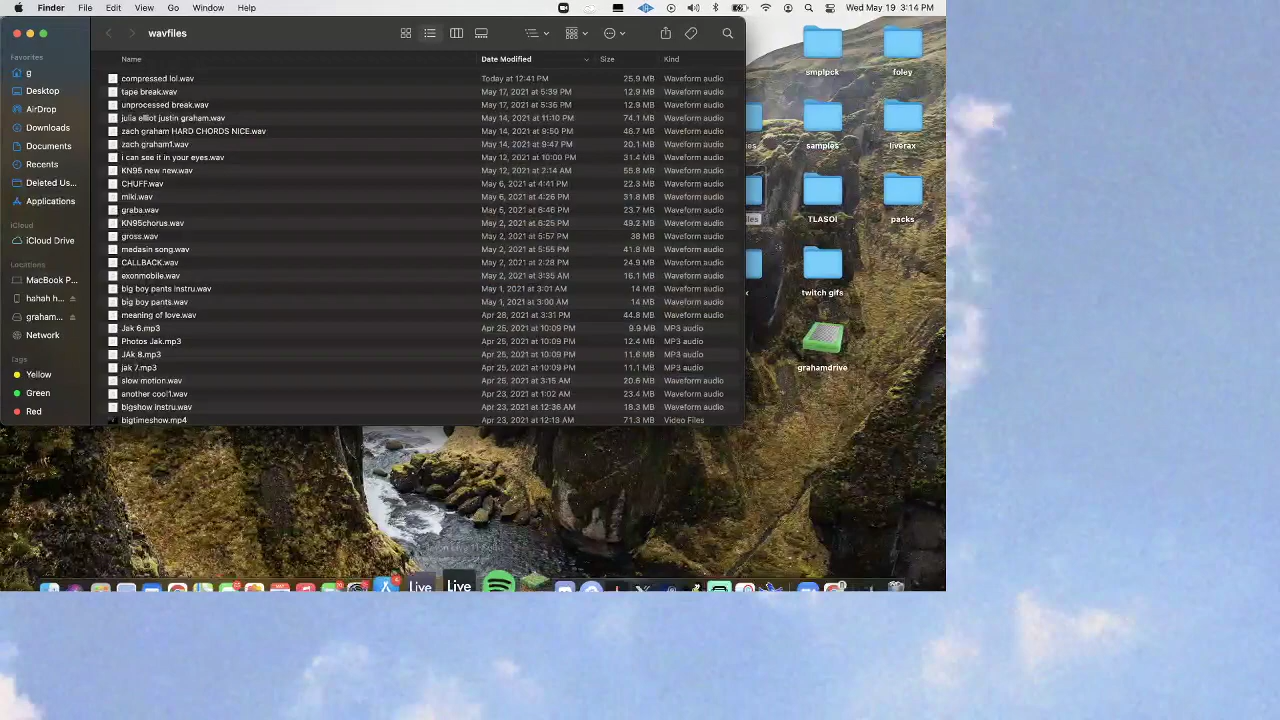 Finder File Edit View Go Window Help Wed May 19 3:14 PM
wavfiles
Favorites
g
Desktop
AirDrop
Downloads
Documents
Recents
Deleted Us...
Applications
iCloud
iCloud Drive
Locations
MacBook P...
hahah h...
graham...
Network
Tags
Yellow
Green
Red
Name Date Modified Size Kind
compressed lol.wav Today at 12:41 PM 25.9 MB Waveform audio
tape break.wav May 17, 2021 at 5:39 PM 12.9 MB Waveform audio
unprocessed break.wav May 17, 2021 at 5:35 PM 12.9 MB Waveform audio
julia elliot justin graham.wav May 14, 2021 at 11:10 PM 74.1 MB Waveform audio
zach graham HARD CHORDS NICE.wav May 14, 2021 at 9:50 PM 46.7 MB Waveform audio
zach graham1.wav May 14, 2021 at 9:47 PM 20.1 MB Waveform audio
i can see it in your eyes.wav May 12, 2021 at 10:00 PM 31.4 MB Waveform audio
KN95 new new.wav May 12, 2021 at 2:14 AM 55.8 MB Waveform audio
CHUFF.wav May 6, 2021 at 4:41 PM 22.3 MB Waveform audio
miki.wav May 6, 2021 at 4:26 PM 31.8 MB Waveform audio
graba.wav May 5, 2021 at 6:46 PM 23.7 MB Waveform audio
KN95chorus.wav May 2, 2021 at 6:25 PM 49.2 MB Waveform audio
gross.wav May 2, 2021 at 5:57 PM 38 MB Waveform audio
medasin song.wav May 2, 2021 at 5:55 PM 41.8 MB Waveform audio
CALLBACK.wav May 2, 2021 at 2:28 PM 24.9 MB Waveform audio
exonmobile.wav May 2, 2021 at 3:35 AM 16.1 MB Waveform audio
big boy pants instru.wav May 1, 2021 at 3:01 AM 14 MB Waveform audio
big boy pants.wav May 1, 2021 at 3:00 AM 14 MB Waveform audio
meaning of love.wav Apr 28, 2021 at 3:31 PM 44.8 MB Waveform audio
Jak 6.mp3 Apr 25, 2021 at 10:09 PM 9.9 MB MP3 audio
Photos Jak.mp3 Apr 25, 2021 at 10:09 PM 12.4 MB MP3 audio
JAk 8.mp3 Apr 25, 2021 at 10:09 PM 11.6 MB MP3 audio
jak 7.mp3 Apr 25, 2021 at 10:09 PM 11.1 MB MP3 audio
slow motion.wav Apr 25, 2021 at 3:15 AM 20.6 MB Waveform audio
another cool1.wav Apr 23, 2021 at 1:02 AM 23.4 MB Waveform audio
bigshow instru.wav Apr 23, 2021 at 12:36 AM 18.3 MB Waveform audio
bigtimeshow.mp4 Apr 23, 2021 at 12:13 AM 71.3 MB Video Files
smplpck foley
samples liverax
TLASOI packs
twitch gifs
grahamdrive
Live Live